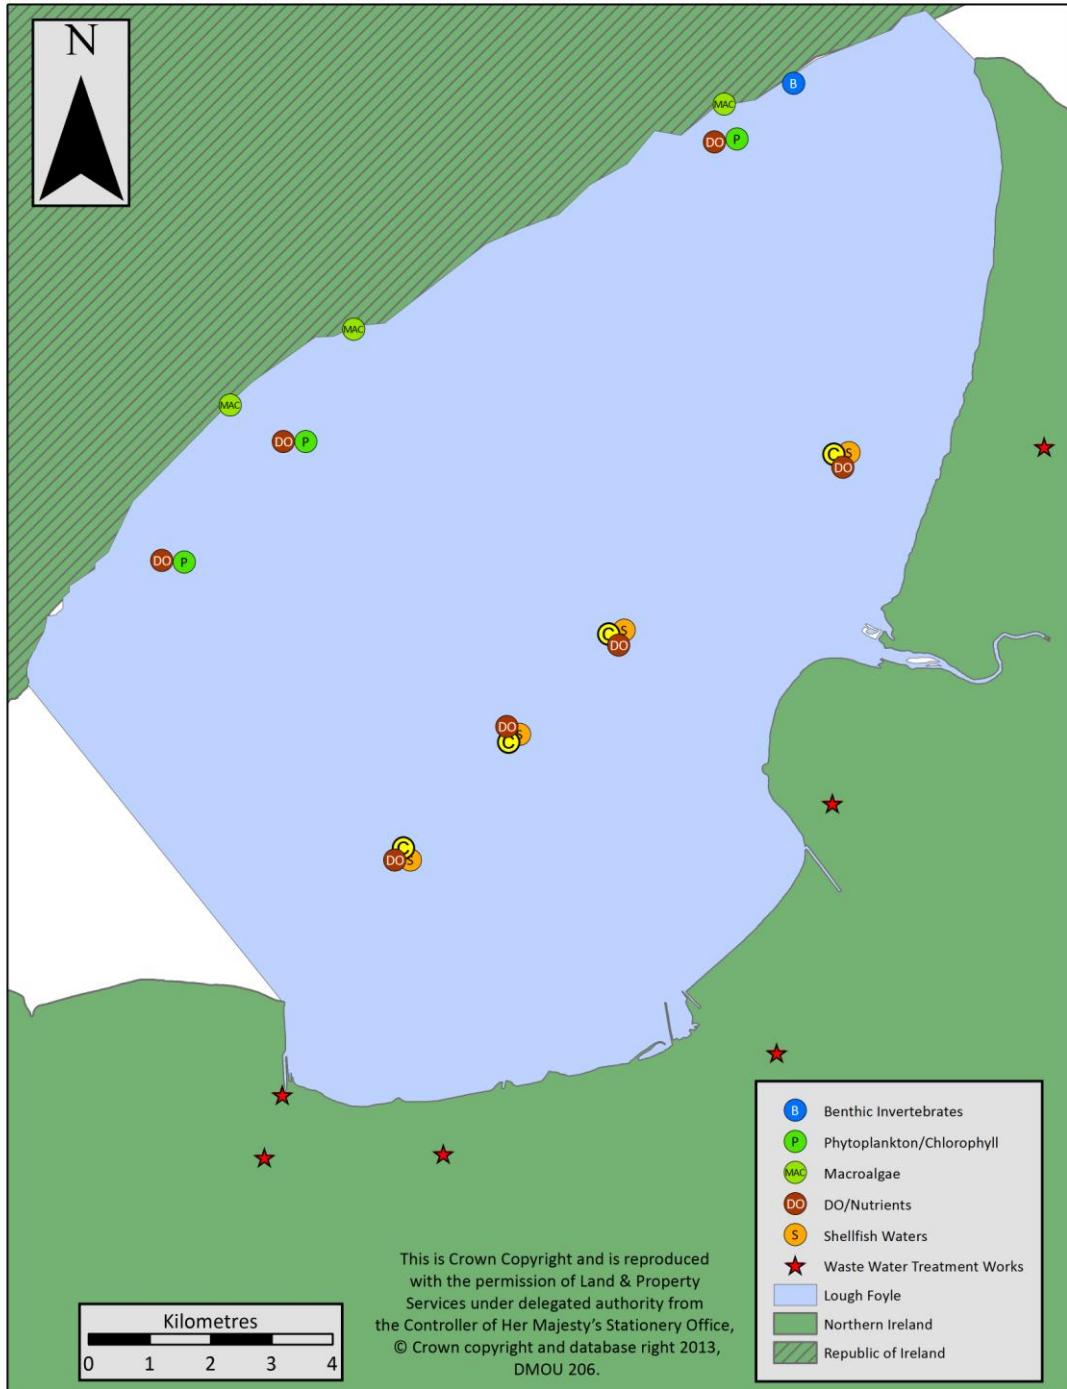 N
B
MAC
DO P
MAC
MAC
DO P
C S
DO
DO P
C S
DO
DO
S
C
C
DO S
B Benthic Invertebrates
P Phytoplankton/Chlorophyll
MAC Macroalgae
DO DO/Nutrients
S Shellfish Waters
Waste Water Treatment Works
Lough Foyle
Northern Ireland
Republic of Ireland
This is Crown Copyright and is reproduced
with the permission of Land & Property
Services under delegated authority from
the Controller of Her Majesty's Stationery Office,
© Crown copyright and database right 2013,
DMOU 206.
Kilometres
0 1 2 3 4